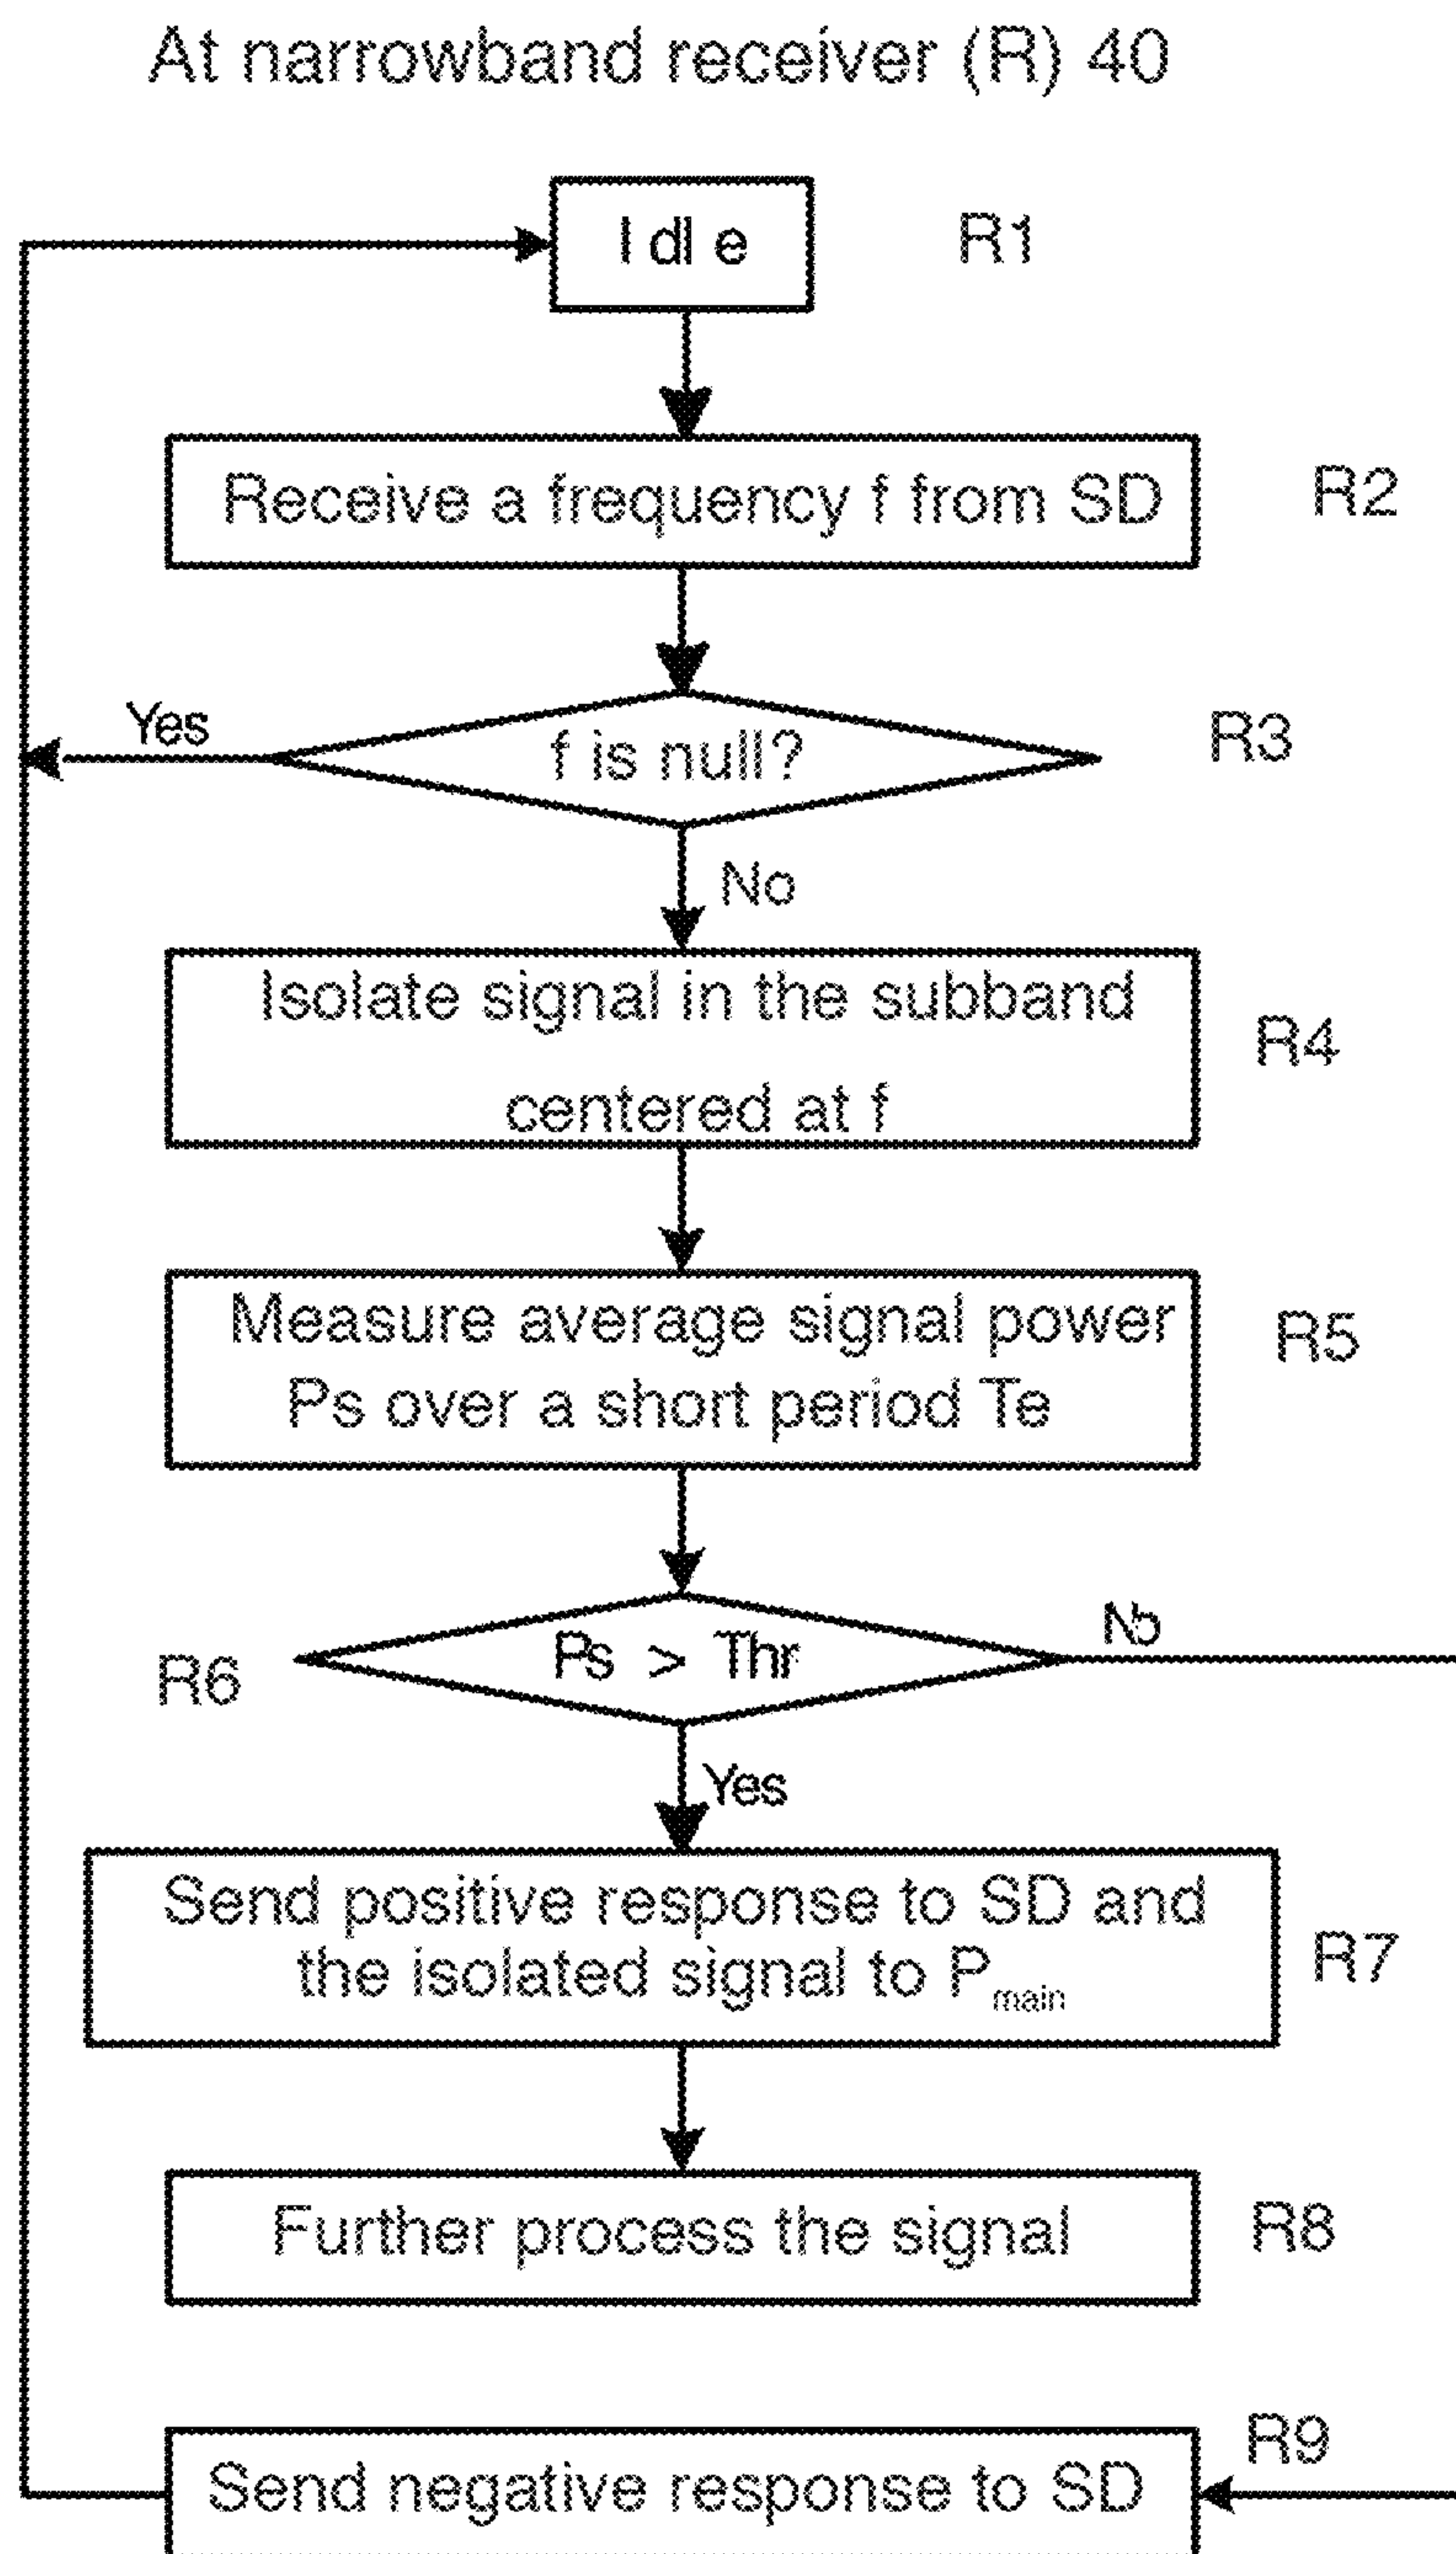 At narrowband receiver (R) 40
Idle
R1
Receive a frequency f from SD
R2
Yes
f is null?
R3
No
Isolate signal in the subband
centered at f
R4
Measure average signal power
Ps over a short period Te
R5
R6
Ps > Thr
No
Yes
Send positive response to SD and
the isolated signal to Pmain
R7
Further process the signal
R8
R9
Send negative response to SD